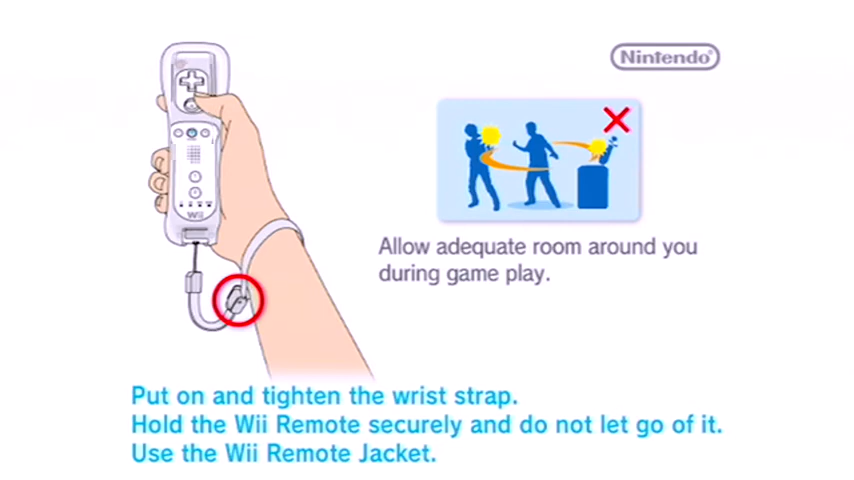 Nintendo®
Wii
Allow adequate room around you
during game play.
Put on and tighten the wrist strap.
Hold the Wii Remote securely and do not let go of it.
Use the Wii Remote Jacket.